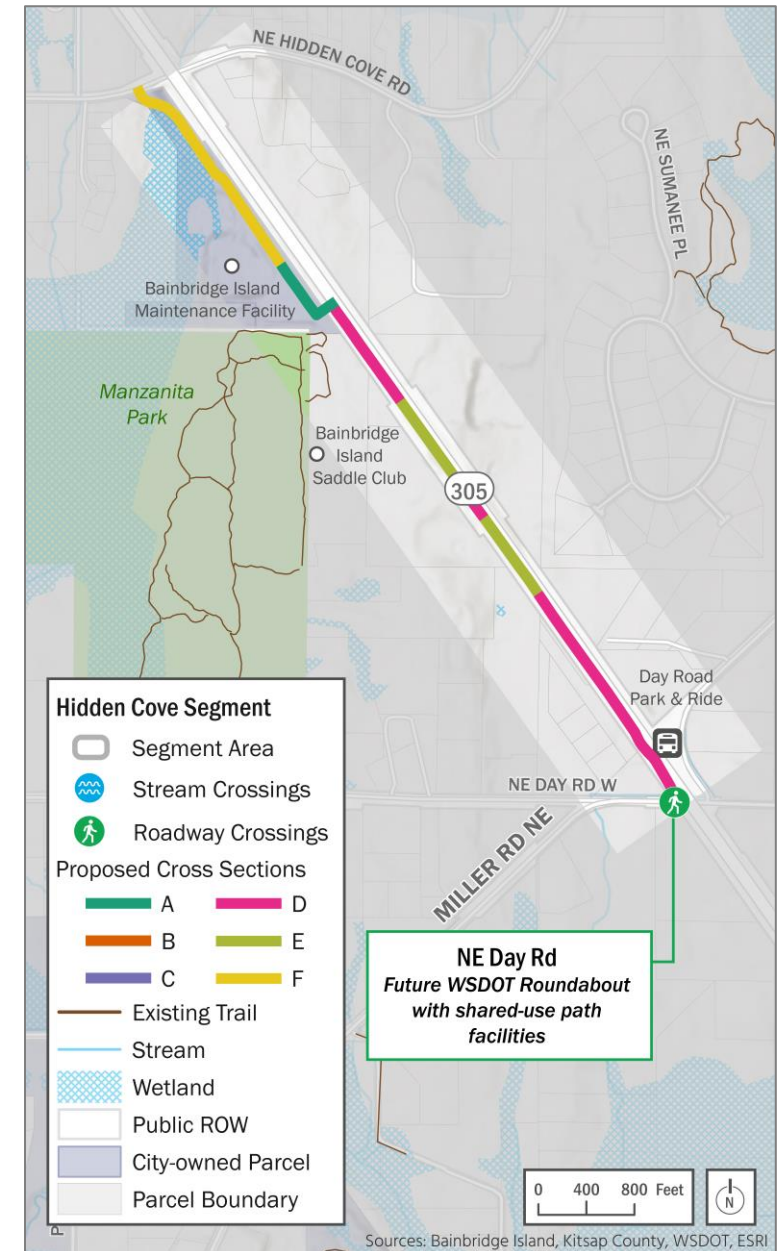 NE HIDDEN COVE RD
NE SUMANEE PL
Bainbridge Island
Maintenance Facility
Manzanita
Park
Bainbridge
Island
Saddle Club
305
Day Road
Park & Ride
NE DAY RD W
MILLER RD NE
Hidden Cove Segment
Segment Area
Stream Crossings
Roadway Crossings
Proposed Cross Sections
A D
B E
C F
Existing Trail
Stream
Wetland
Public ROW
City-owned Parcel
Parcel Boundary
NE Day Rd
Future WSDOT Roundabout
with shared-use path
facilities
0 400 800 Feet
N
Sources: Bainbridge Island, Kitsap County, WSDOT, ESRI